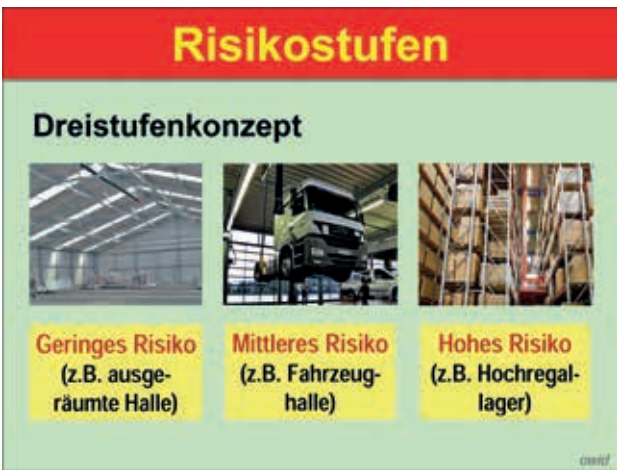 Risikostufen
Dreistufenkonzept
Geringes Risiko
(z.B. ausge-
räumte Halle)
Mittleres Risiko
(z.B. Fahrzeug-
halle)
Hohes Risiko
(z.B. Hochregal-
lager)